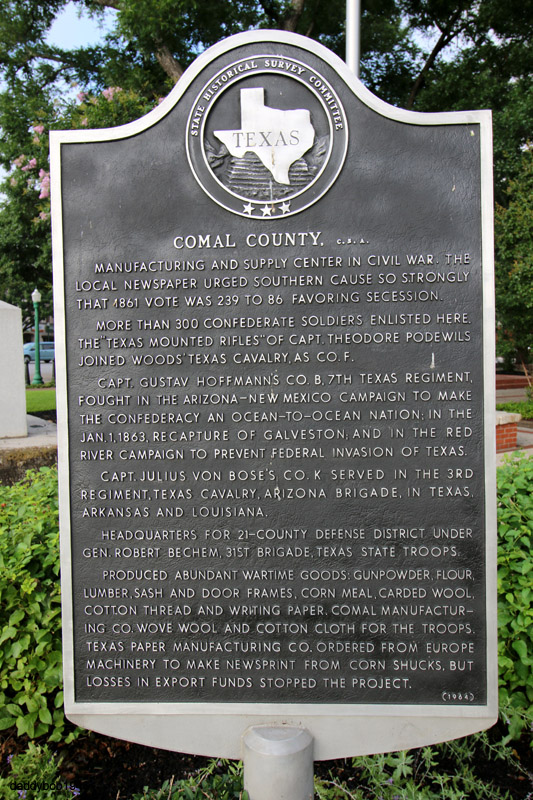 STATE HISTORICAL SURVEY COMMITTEE
TEXAS
COMAL COUNTY, C.S.A.
MANUFACTURING AND SUPPLY CENTER IN CIVIL WAR. THE
LOCAL NEWSPAPER URGED SOUTHERN CAUSE SO STRONGLY
THAT 1861 VOTE WAS 239 TO 86 FAVORING SECESSION.
MORE THAN 300 CONFEDERATE SOLDIERS ENLISTED HERE.
THE "TEXAS MOUNTED RIFLES" OF CAPT. THEODORE PODEWILS
JOINED WOODS' TEXAS CAVALRY, AS CO. F.
CAPT. GUSTAV HOFFMANN'S CO. B, 7TH TEXAS REGIMENT,
FOUGHT IN THE ARIZONA-NEW MEXICO CAMPAIGN TO MAKE
THE CONFEDERACY AN OCEAN-TO-OCEAN NATION; IN THE
JAN. 1, 1863, RECAPTURE OF GALVESTON; AND IN THE RED
RIVER CAMPAIGN TO PREVENT FEDERAL INVASION OF TEXAS.
CAPT. JULIUS VON BOSE'S, CO. K SERVED IN THE 3RD
REGIMENT, TEXAS CAVALRY, ARIZONA BRIGADE, IN TEXAS,
ARKANSAS AND LOUISIANA.
HEADQUARTERS FOR 21-COUNTY DEFENSE DISTRICT UNDER
GEN. ROBERT BECHEM, 31ST BRIGADE, TEXAS STATE TROOPS.
PRODUCED ABUNDANT WARTIME GOODS: GUNPOWDER, FLOUR,
LUMBER, SASH AND DOOR FRAMES, CORN MEAL, CARDED WOOL,
COTTON THREAD AND WRITING PAPER. COMAL MANUFACTUR-
ING CO. WOVE WOOL AND COTTON CLOTH FOR THE TROOPS.
TEXAS PAPER MANUFACTURING CO. ORDERED FROM EUROPE
MACHINERY TO MAKE NEWSPRINT FROM CORN SHUCKS, BUT
LOSSES IN EXPORT FUNDS STOPPED THE PROJECT.
(1964)